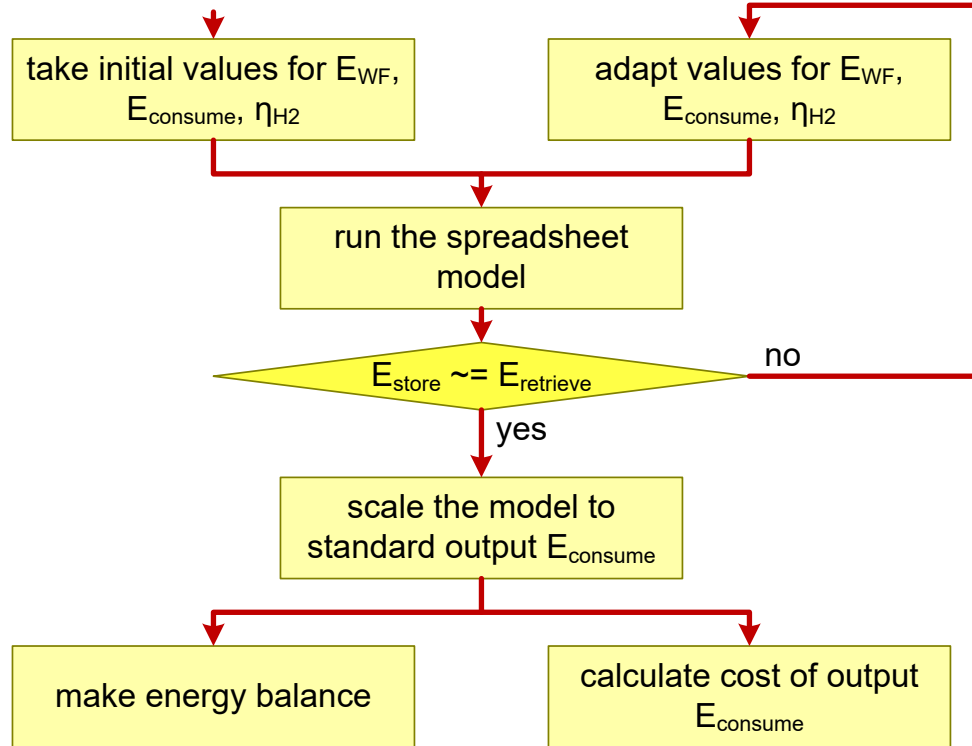 take initial values for E_WF,
E_consume, η_H2
adapt values for E_WF,
E_consume, η_H2
run the spreadsheet
model
E_store ~= E_retrieve
no
yes
scale the model to
standard output E_consume
make energy balance
calculate cost of output
E_consume